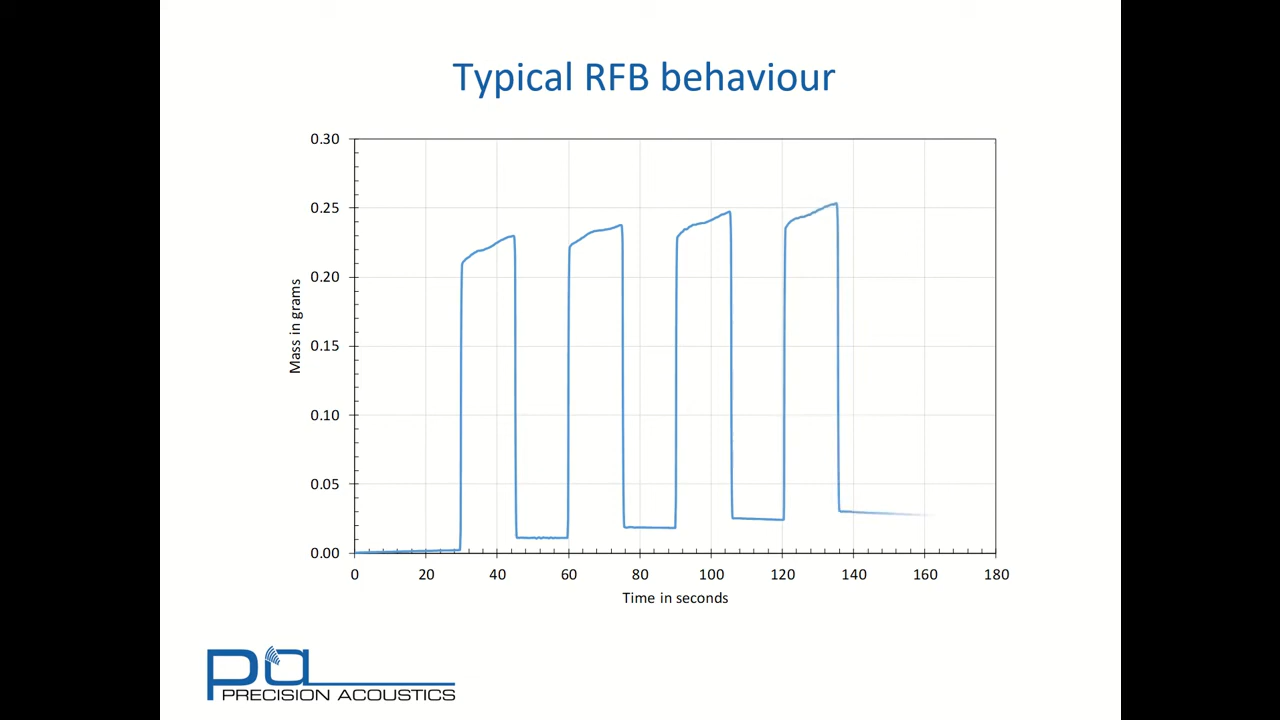 Typical RFB behaviour
0.30
0.25
0.20
0.15
0.10
0.05
0.00
Mass in grams
0 20 40 60 80 100 120 140 160 180
Time in seconds
pa
PRECISION ACOUSTICS